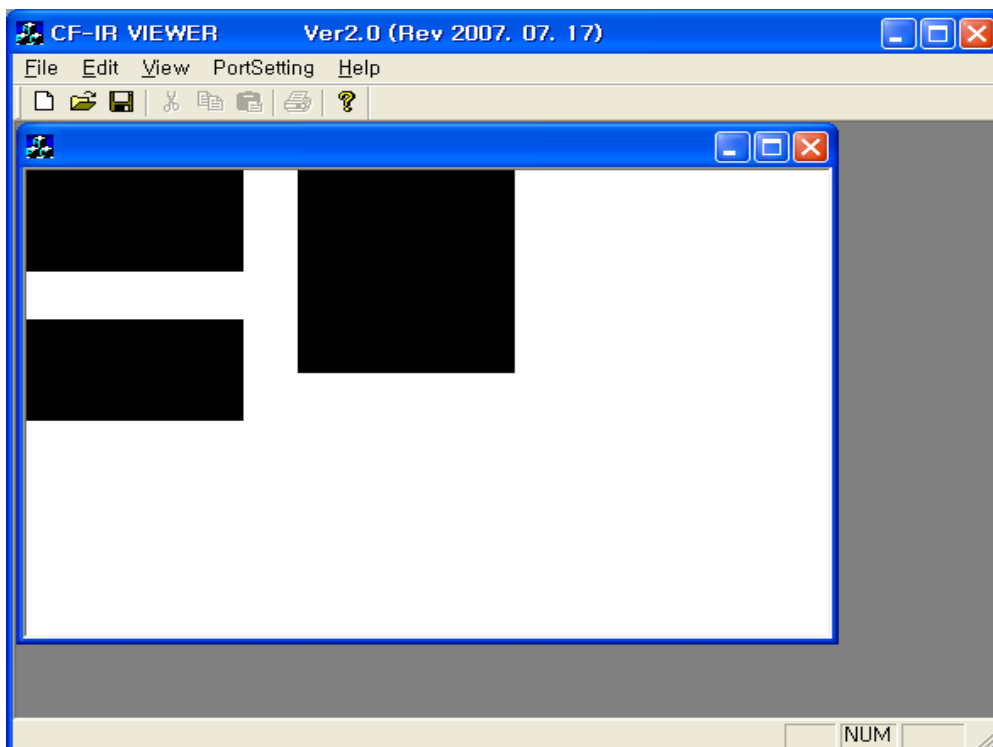 CF-IR VIEWER Ver2.0 (Rev 2007. 07. 17)
File Edit View PortSetting Help
NUM